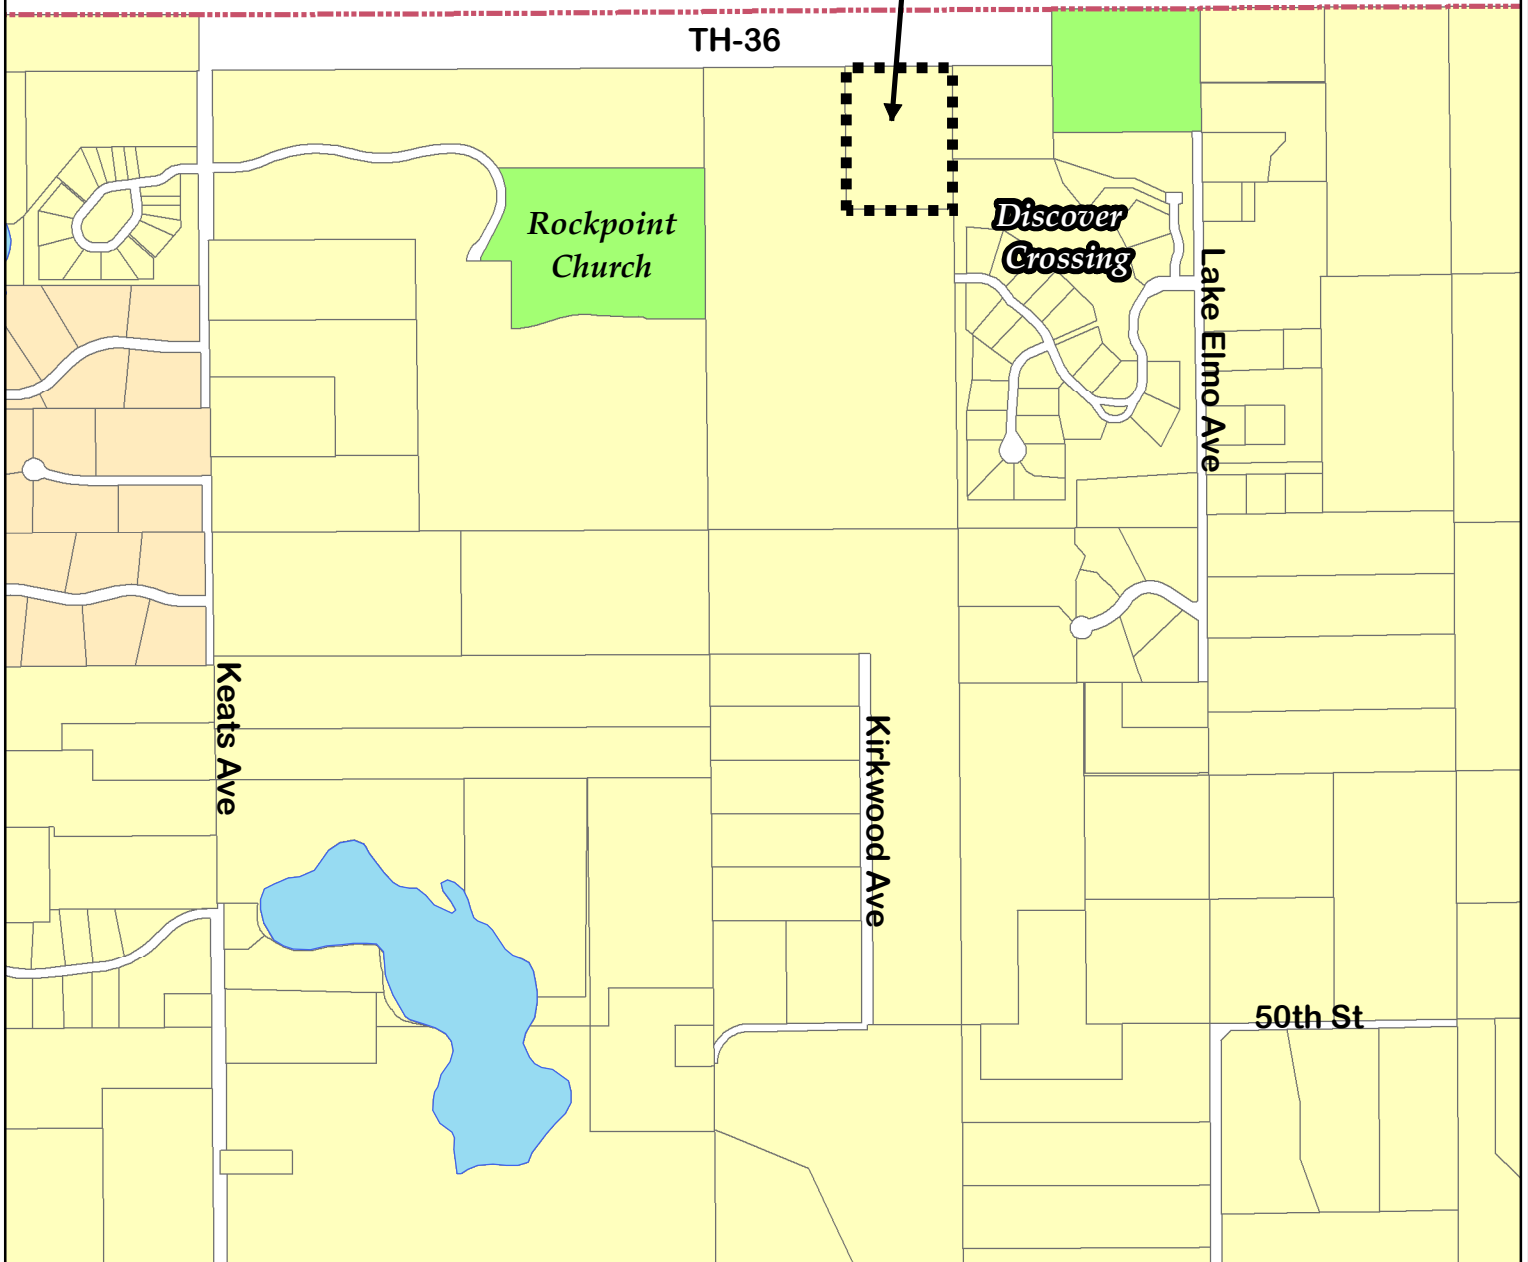 TH-36
Rockpoint
Church
Discover
Crossing
Lake Elmo Ave
Keats Ave
Kirkwood Ave
50th St